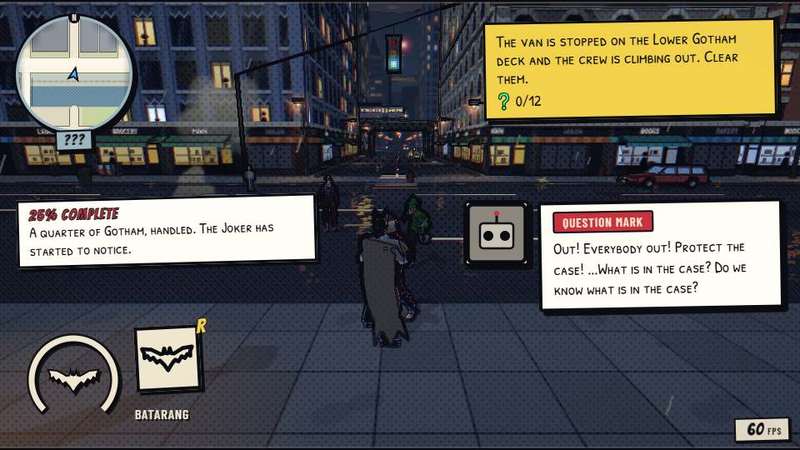 The van is stopped on the Lower Gotham
deck and the crew is climbing out. Clear
them.
? 0/12
???
25% COMPLETE
A quarter of Gotham, handled. The Joker has
started to notice.
QUESTION MARK
Out! Everybody out! Protect the
case! ...What is in the case? Do we
know what is in the case?
R
BATARANG
60 FPS